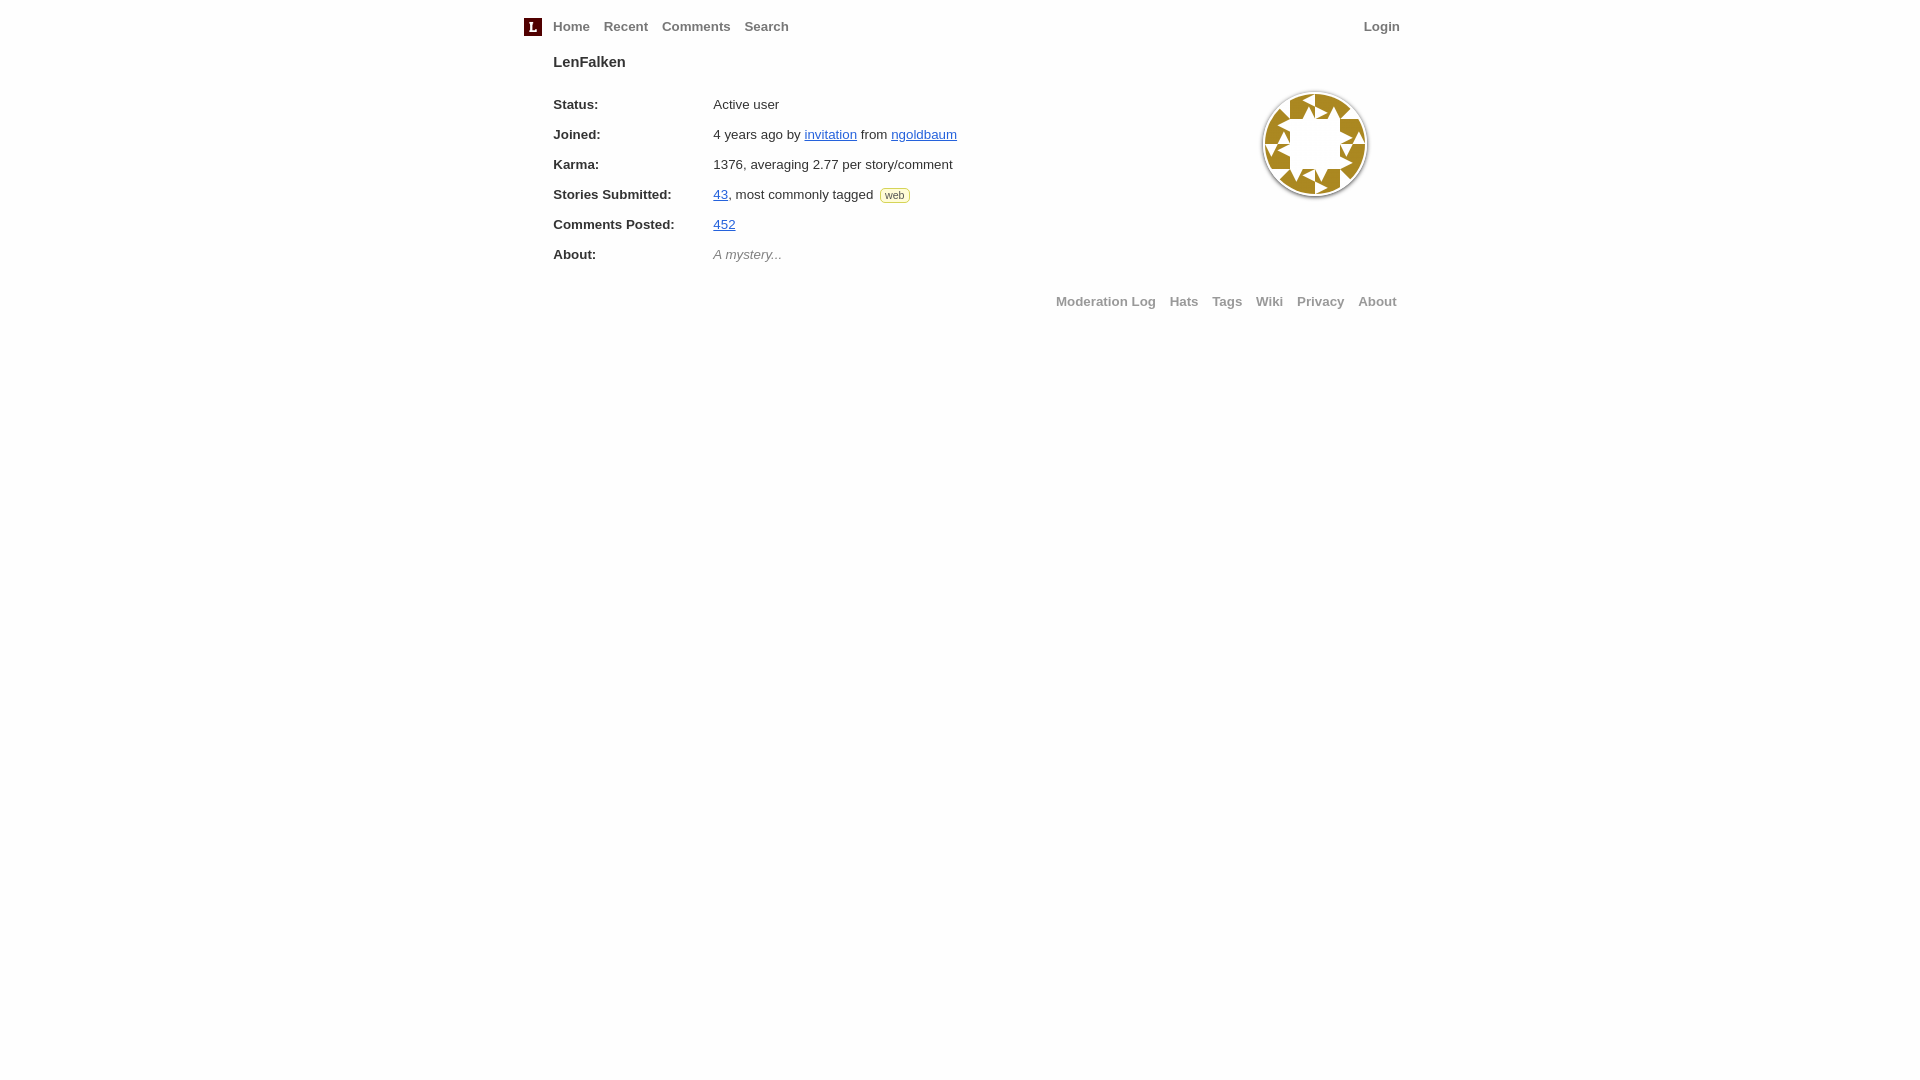 L Home Recent Comments Search Login
LenFalken
Status: Active user
Joined: 4 years ago by invitation from ngoldbaum
Karma: 1376, averaging 2.77 per story/comment
Stories Submitted: 43, most commonly tagged web
Comments Posted: 452
About: A mystery...
Moderation Log Hats Tags Wiki Privacy About